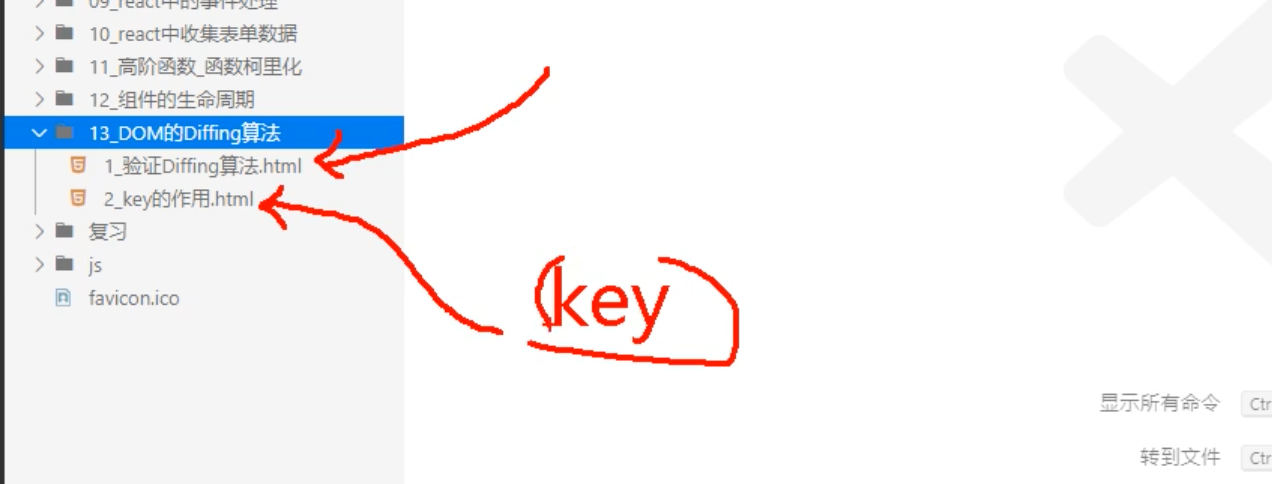 09_react中的事件处理
10_react中收集表单数据
11_高阶函数_函数柯里化
12_组件的生命周期
13_DOM的Diffing算法
1_验证Diffing算法.html
2_key的作用.html
复习
js
favicon.ico
key
显示所有命令 Ctr
转到文件 Ctr